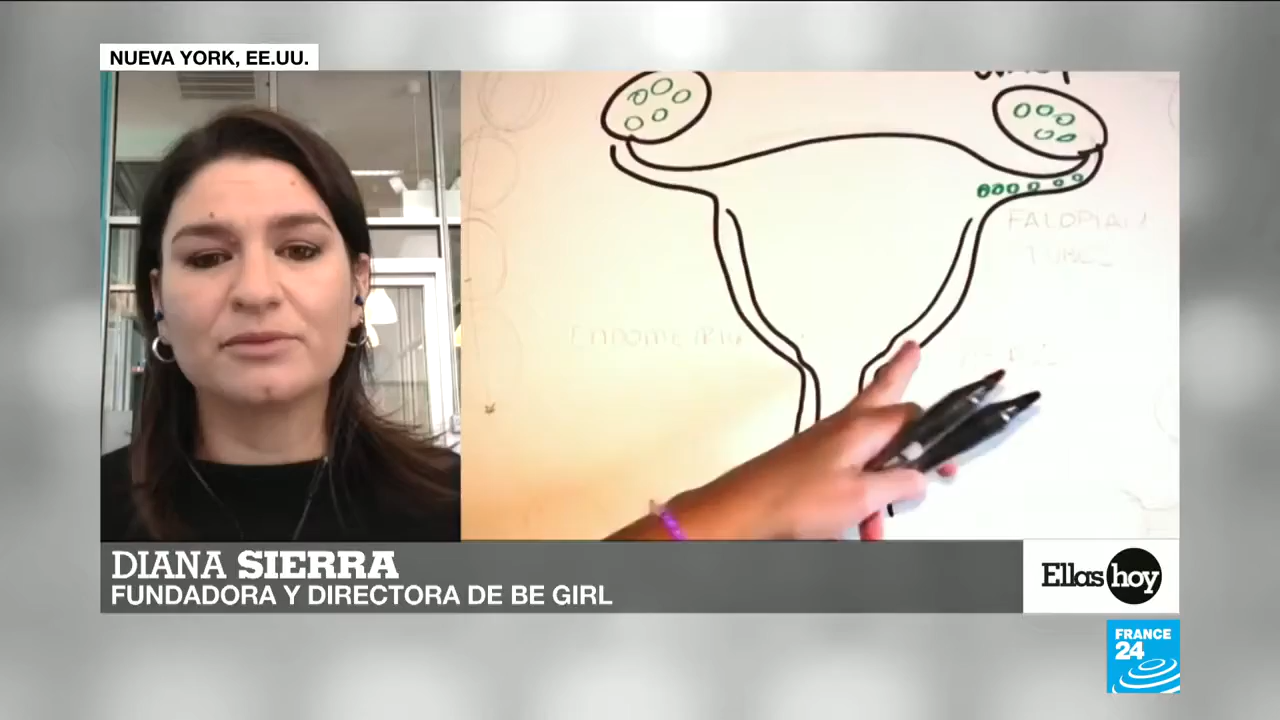 NUEVA YORK, EE.UU.
FALOPIAN
DIANA SIERRA
FUNDADORA Y DIRECTORA DE BE GIRL
Ellas hoy
FRANCE
24